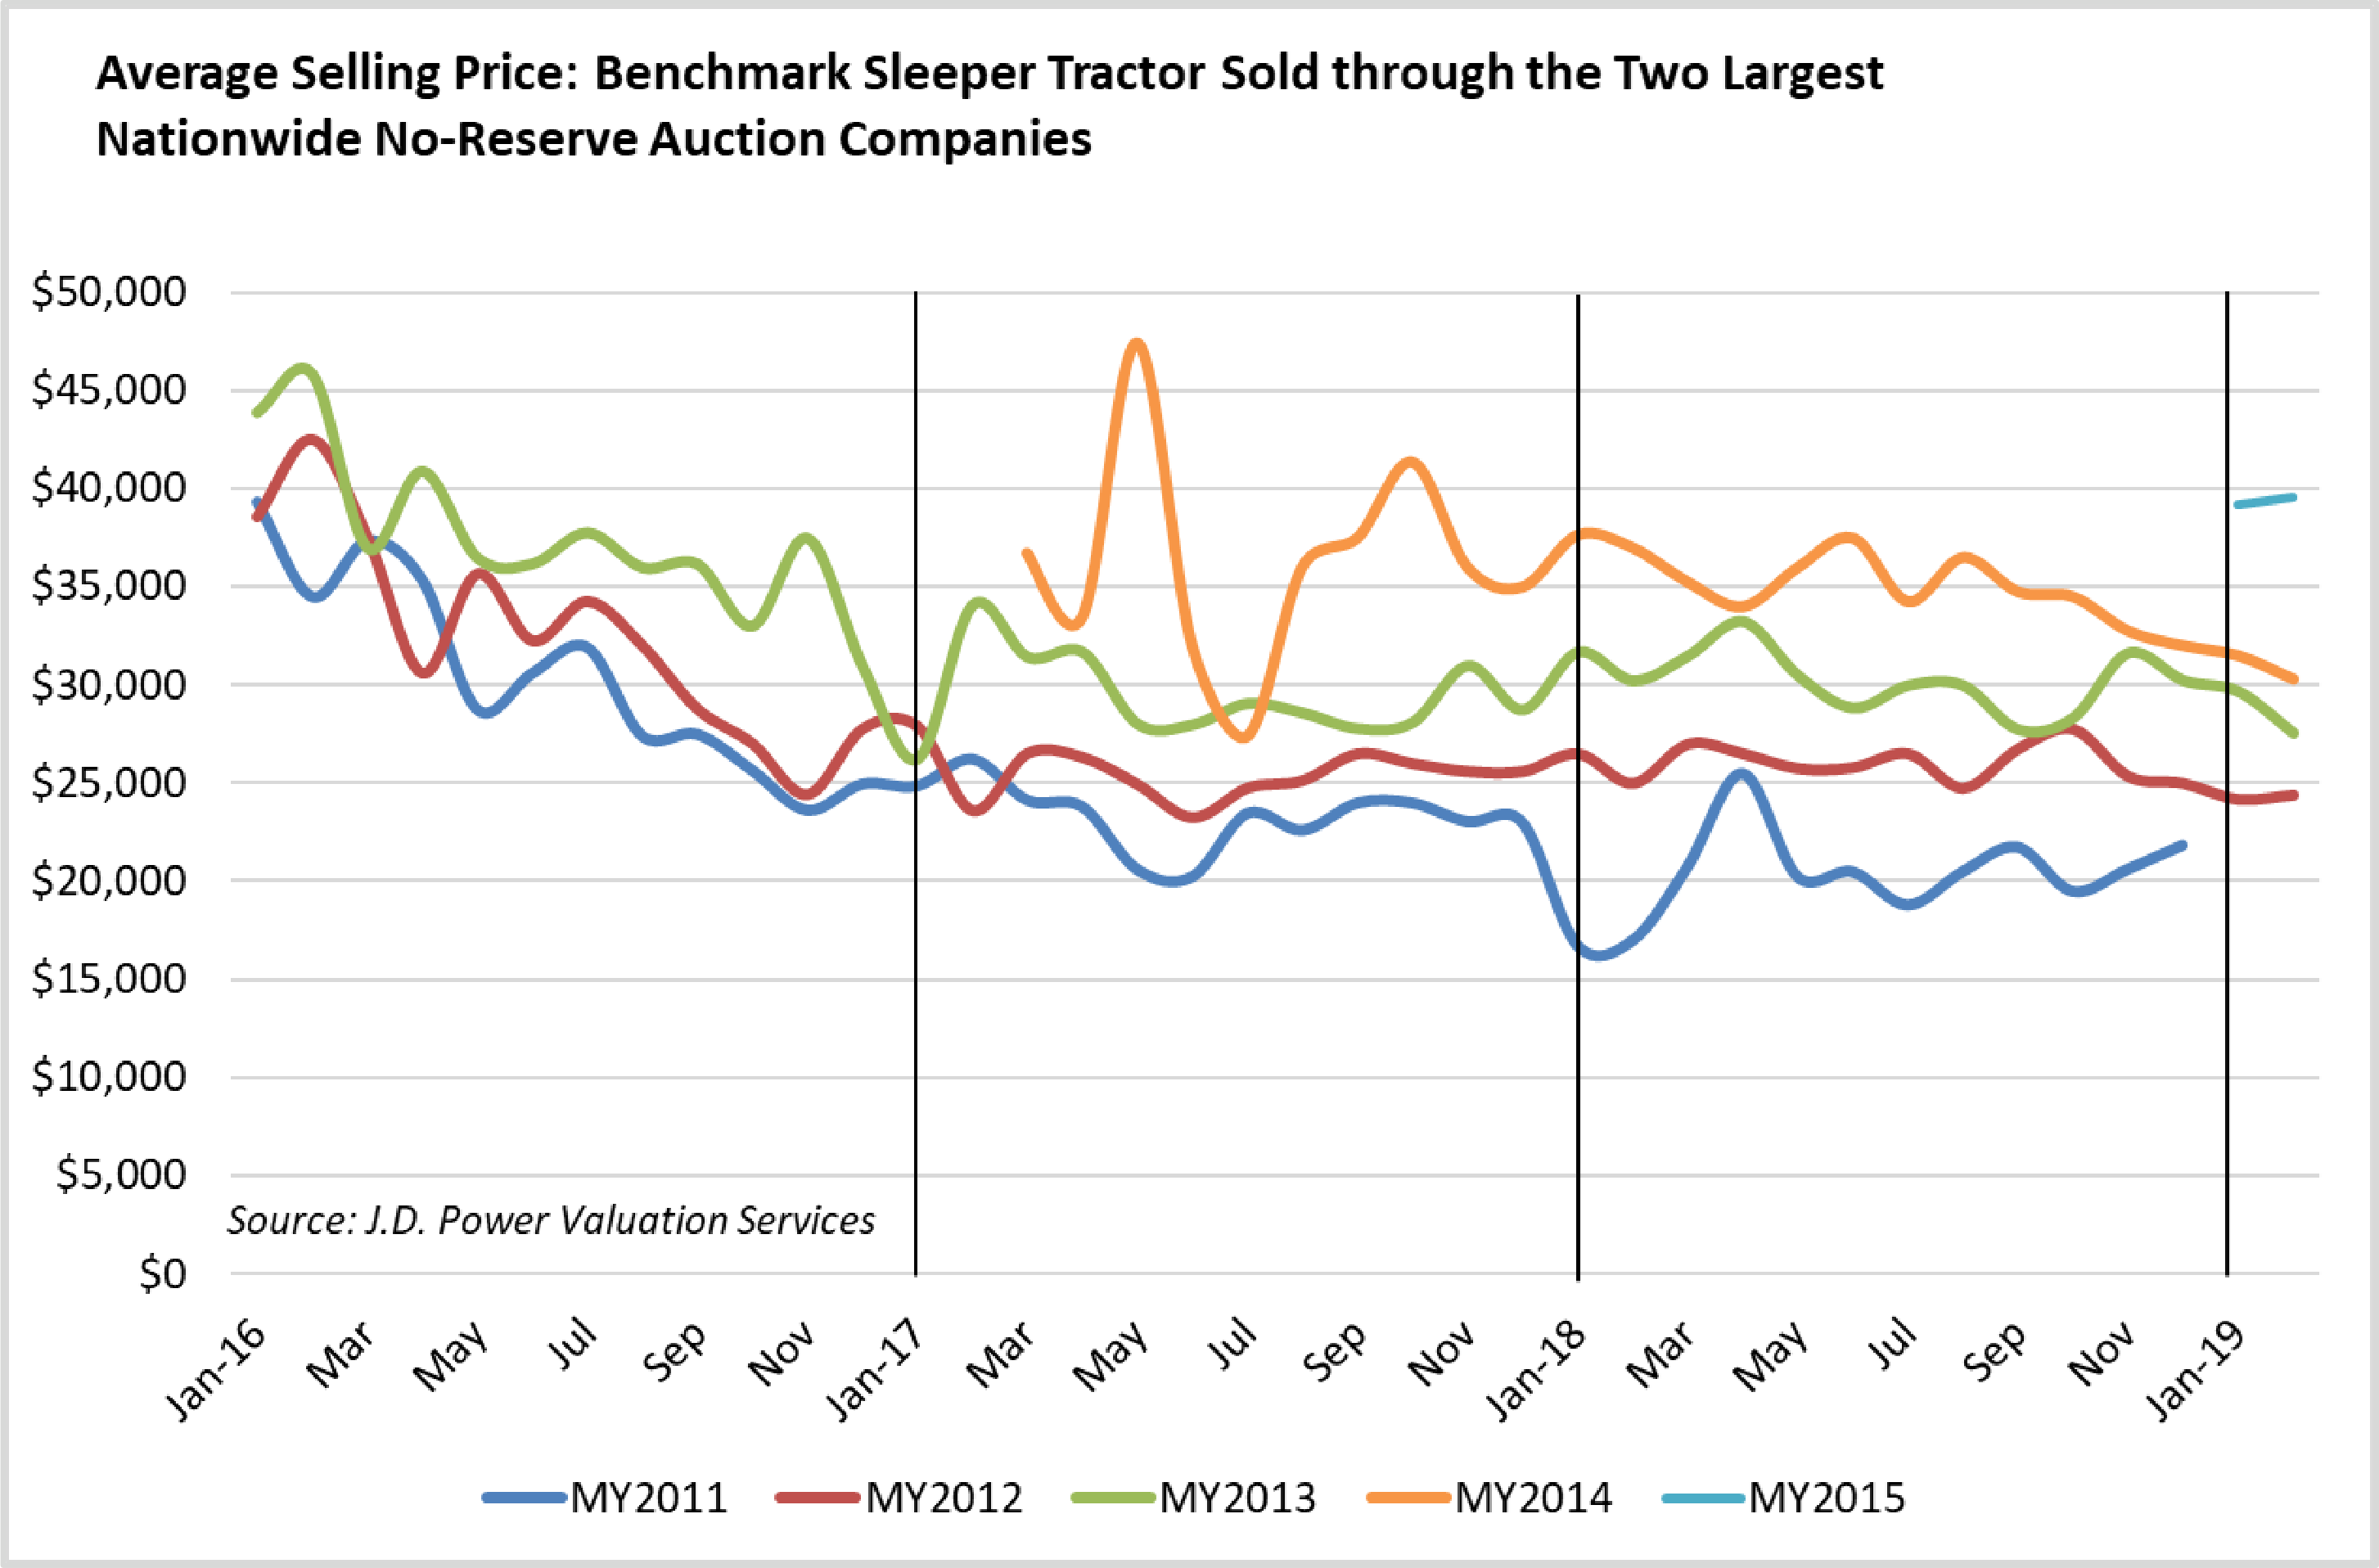 Average Selling Price: Benchmark Sleeper Tractor Sold through the Two Largest
Nationwide No-Reserve Auction Companies
$50,000
$45,000
$40,000
$35,000
$30,000
$25,000
$20,000
$15,000
$10,000
$5,000
$0
Source: J.D. Power Valuation Services
Jan-16 Mar May Jul Sep Nov Jan-17 Mar May Jul Sep Nov Jan-18 Mar May Jul Sep Nov Jan-19
MY2011 MY2012 MY2013 MY2014 MY2015